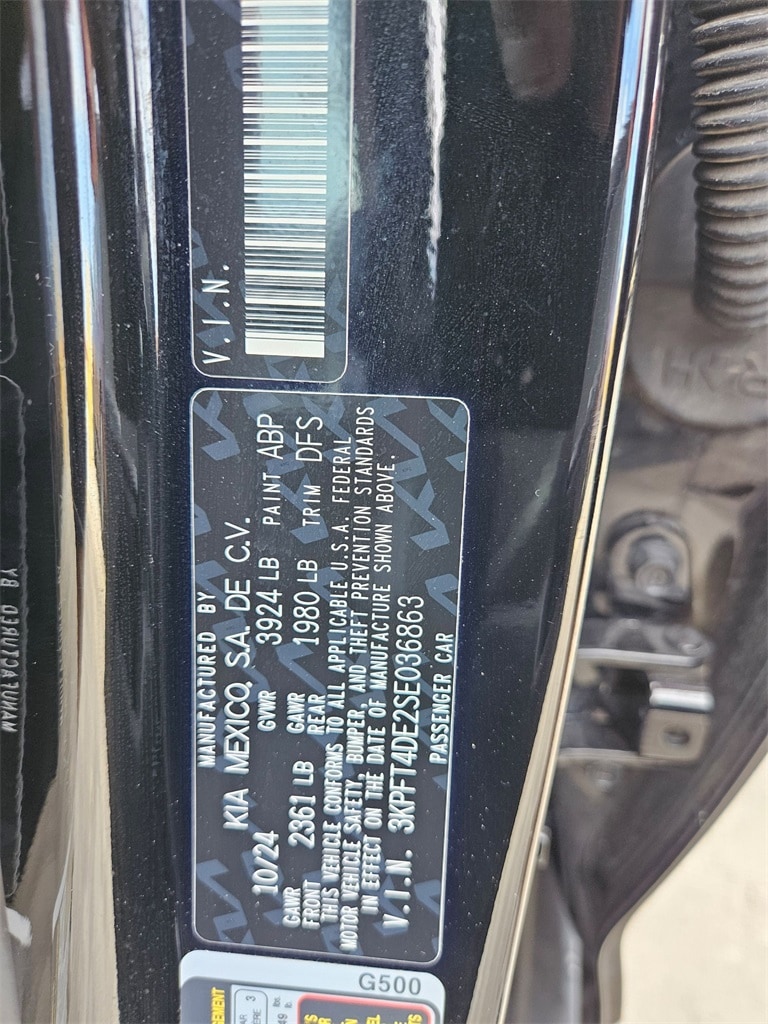 V.I.N.
MANUFACTURED BY
KIA MEXICO, S.A. DE C.V.
10/24 GVWR 3924 LB PAINT ABP
GAWR FRONT 2361 LB GAWR REAR 1980 LB TRIM DFS
THIS VEHICLE CONFORMS TO ALL APPLICABLE U.S.A. FEDERAL
MOTOR VEHICLE SAFETY, BUMPER, AND THEFT PREVENTION STANDARDS
IN EFFECT ON THE DATE OF MANUFACTURE SHOWN ABOVE.
V.I.N. 3KPFT4DE2SE036863
PASSENGER CAR
G500
MANUFACTURED BY